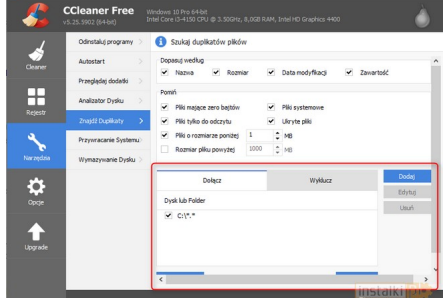 CCleaner Free
v5.25.5902 (64-bit)
Windows 10 Pro 64-bit
Intel Core i3-4150 CPU @ 3.50GHz, 8,0GB RAM, Intel HD Graphics 4400
Cleaner
Rejestr
Narzędzia
Opcje
Upgrade
Odinstaluj programy
Autostart
Przeglądaj dodatki
Analizator Dysku
Znajdź Duplikaty
Przywracanie Systemu
Wymazywanie Dysku
Szukaj duplikatów plików
Dopasuj według
Nazwa Rozmiar Data modyfikacji Zawartość
Pomiń
Pliki mające zero bajtów Pliki systemowe
Pliki tylko do odczytu Ukryte pliki
Pliki o rozmiarze poniżej 1 MB
Rozmiar pliku powyżej 1000 MB
Dołącz Wyklucz
Dysk lub Folder
C:\*.*
Dodaj
Edytuj
Usuń
instalki